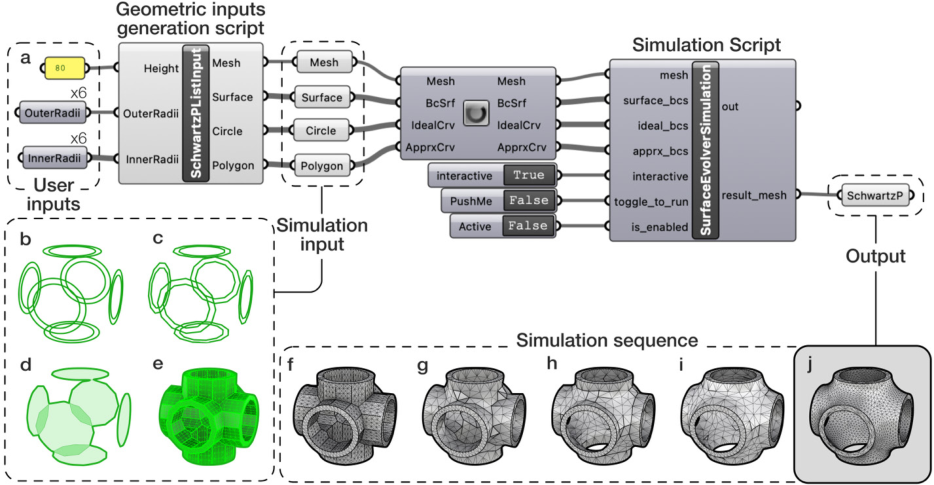 Geometric inputs
generation script
a
80
x6
OuterRadii
x6
InnerRadii
User
inputs
Height
OuterRadii
InnerRadii
SchwartzPListInput
Mesh
Surface
Circle
Polygon
Mesh
Surface
Circle
Polygon
Simulation
input
Mesh
BcSrf
IdealCrv
ApprxCrv
Mesh
BcSrf
IdealCrv
ApprxCrv
interactive True
PushMe False
Active False
Simulation Script
mesh
surface_bcs
ideal_bcs
apprx_bcs
interactive
toggle_to_run
is_enabled
SurfaceEvolverSimulation
out
result_mesh
SchwartzP
Output
b
c
d
e
Simulation sequence
f
g
h
i
j